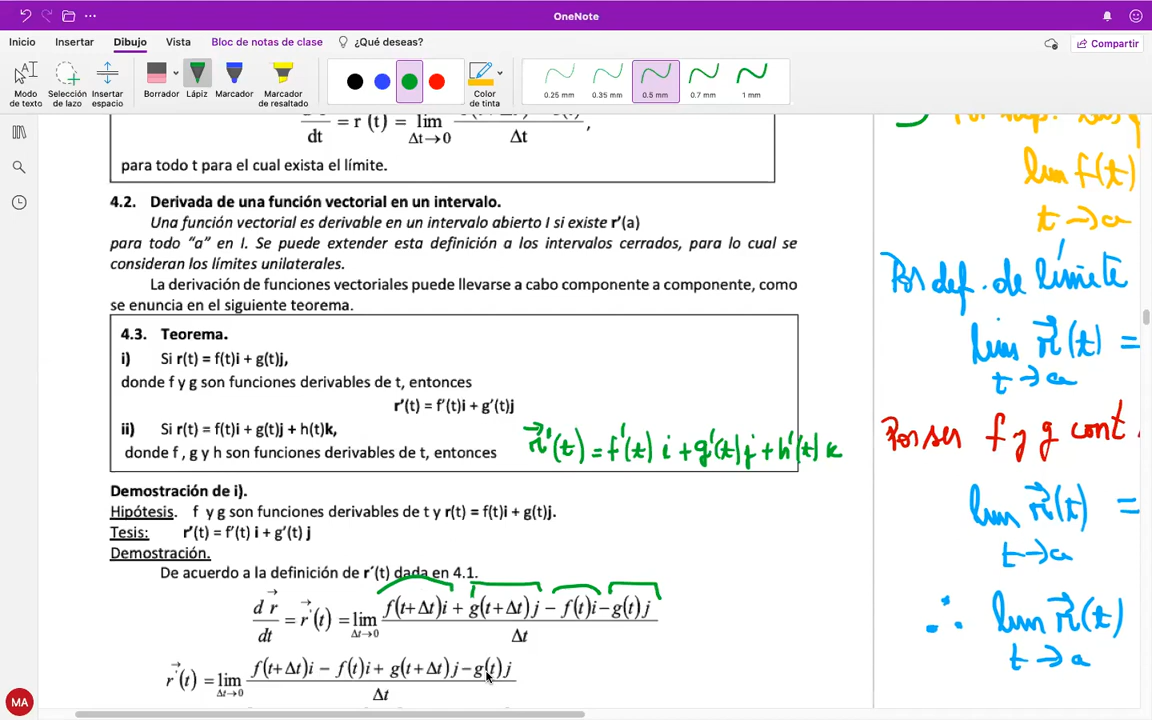 OneNote
Inicio Insertar Dibujo Vista Bloc de notas de clase ¿Qué deseas? Compartir
Modo de texto Selección de lazo Insertar espacio Borrador Lápiz Marcador Marcador de resaltado Color de tinta 0.25 mm 0.35 mm 0.5 mm 0.7 mm 1 mm
dt = r (t) = lim Δt→0 Δt ,
para todo t para el cual exista el límite.
4.2. Derivada de una función vectorial en un intervalo.
Una función vectorial es derivable en un intervalo abierto I si existe r'(a)
para todo "a" en I. Se puede extender esta definición a los intervalos cerrados, para lo cual se
consideran los límites unilaterales.
La derivación de funciones vectoriales puede llevarse a cabo componente a componente, como
se enuncia en el siguiente teorema.
4.3. Teorema.
i) Si r(t) = f(t)i + g(t)j,
donde f y g son funciones derivables de t, entonces
r'(t) = f'(t)i + g'(t)j
ii) Si r(t) = f(t)i + g(t)j + h(t)k,
donde f , g y h son funciones derivables de t, entonces
r⃗'(t) = f'(t) i + g'(t) j + h'(t) k
Demostración de i).
Hipótesis. f y g son funciones derivables de t y r(t) = f(t)i + g(t)j.
Tesis: r'(t) = f'(t) i + g'(t) j
Demostración.
De acuerdo a la definición de r´(t) dada en 4.1.
d r⃗ / dt = r⃗'(t) = lim Δt→0 f(t+Δt)i + g(t+Δt)j − f(t)i − g(t)j / Δt
r⃗'(t) = lim Δt→0 f(t+Δt)i − f(t)i + g(t+Δt)j − g(t)j / Δt
lim f(t)
t→a
Por def. de límite
lim r⃗(t) =
t→a
Por ser f y g cont
lim r⃗(t) =
t→a
∴ lim r⃗(t)
t→a
MA